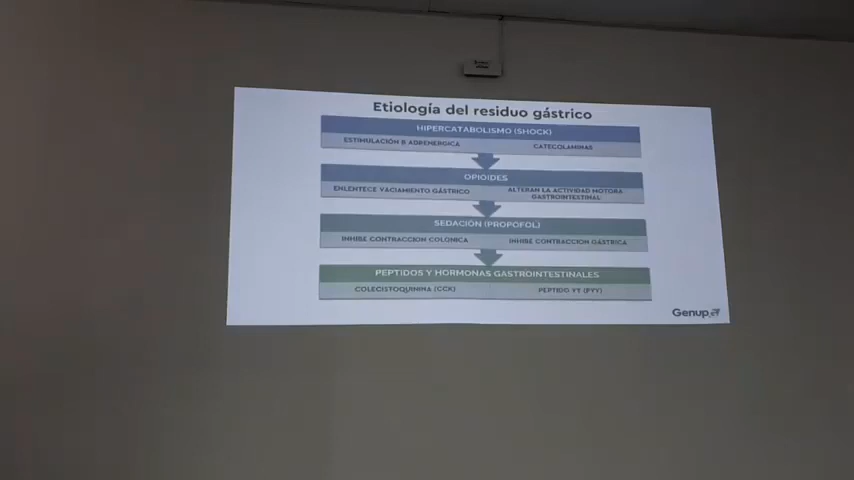 Etiología del residuo gástrico
HIPERCATABOLISMO (SHOCK)
ESTIMULACIÓN B ADRENERGICA
CATECOLAMINAS
OPIOIDES
ENLENTECE VACIAMIENTO GÁSTRICO
ALTERAN LA ACTIVIDAD MOTORA
GASTROINTESTINAL
SEDACIÓN (PROPOFOL)
INHIBE CONTRACCION COLONICA
INHIBE CONTRACCION GÁSTRICA
PEPTIDOS Y HORMONAS GASTROINTESTINALES
COLECISTOQUININA (CCK)
PEPTIDO YY (PYY)